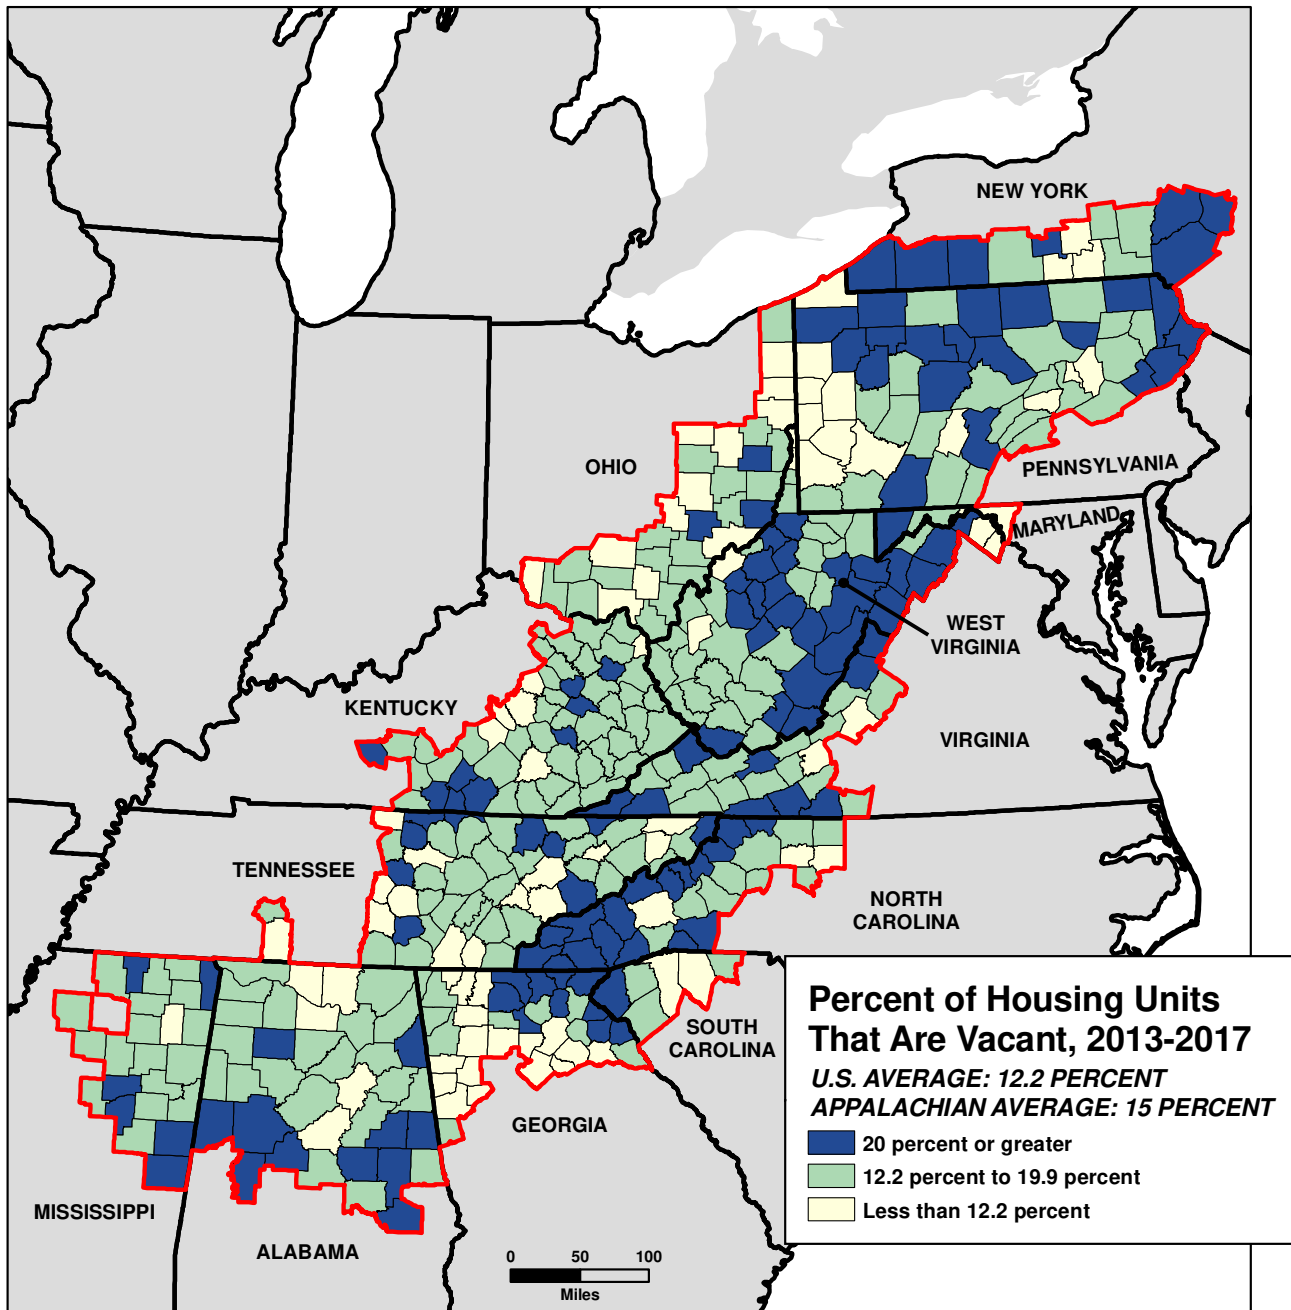 NEW YORK
OHIO
PENNSYLVANIA
MARYLAND
WEST
VIRGINIA
KENTUCKY
VIRGINIA
TENNESSEE
NORTH
CAROLINA
SOUTH
CAROLINA
GEORGIA
MISSISSIPPI
ALABAMA
Percent of Housing Units
That Are Vacant, 2013-2017
U.S. AVERAGE: 12.2 PERCENT
APPALACHIAN AVERAGE: 15 PERCENT
20 percent or greater
12.2 percent to 19.9 percent
Less than 12.2 percent
0 50 100
Miles